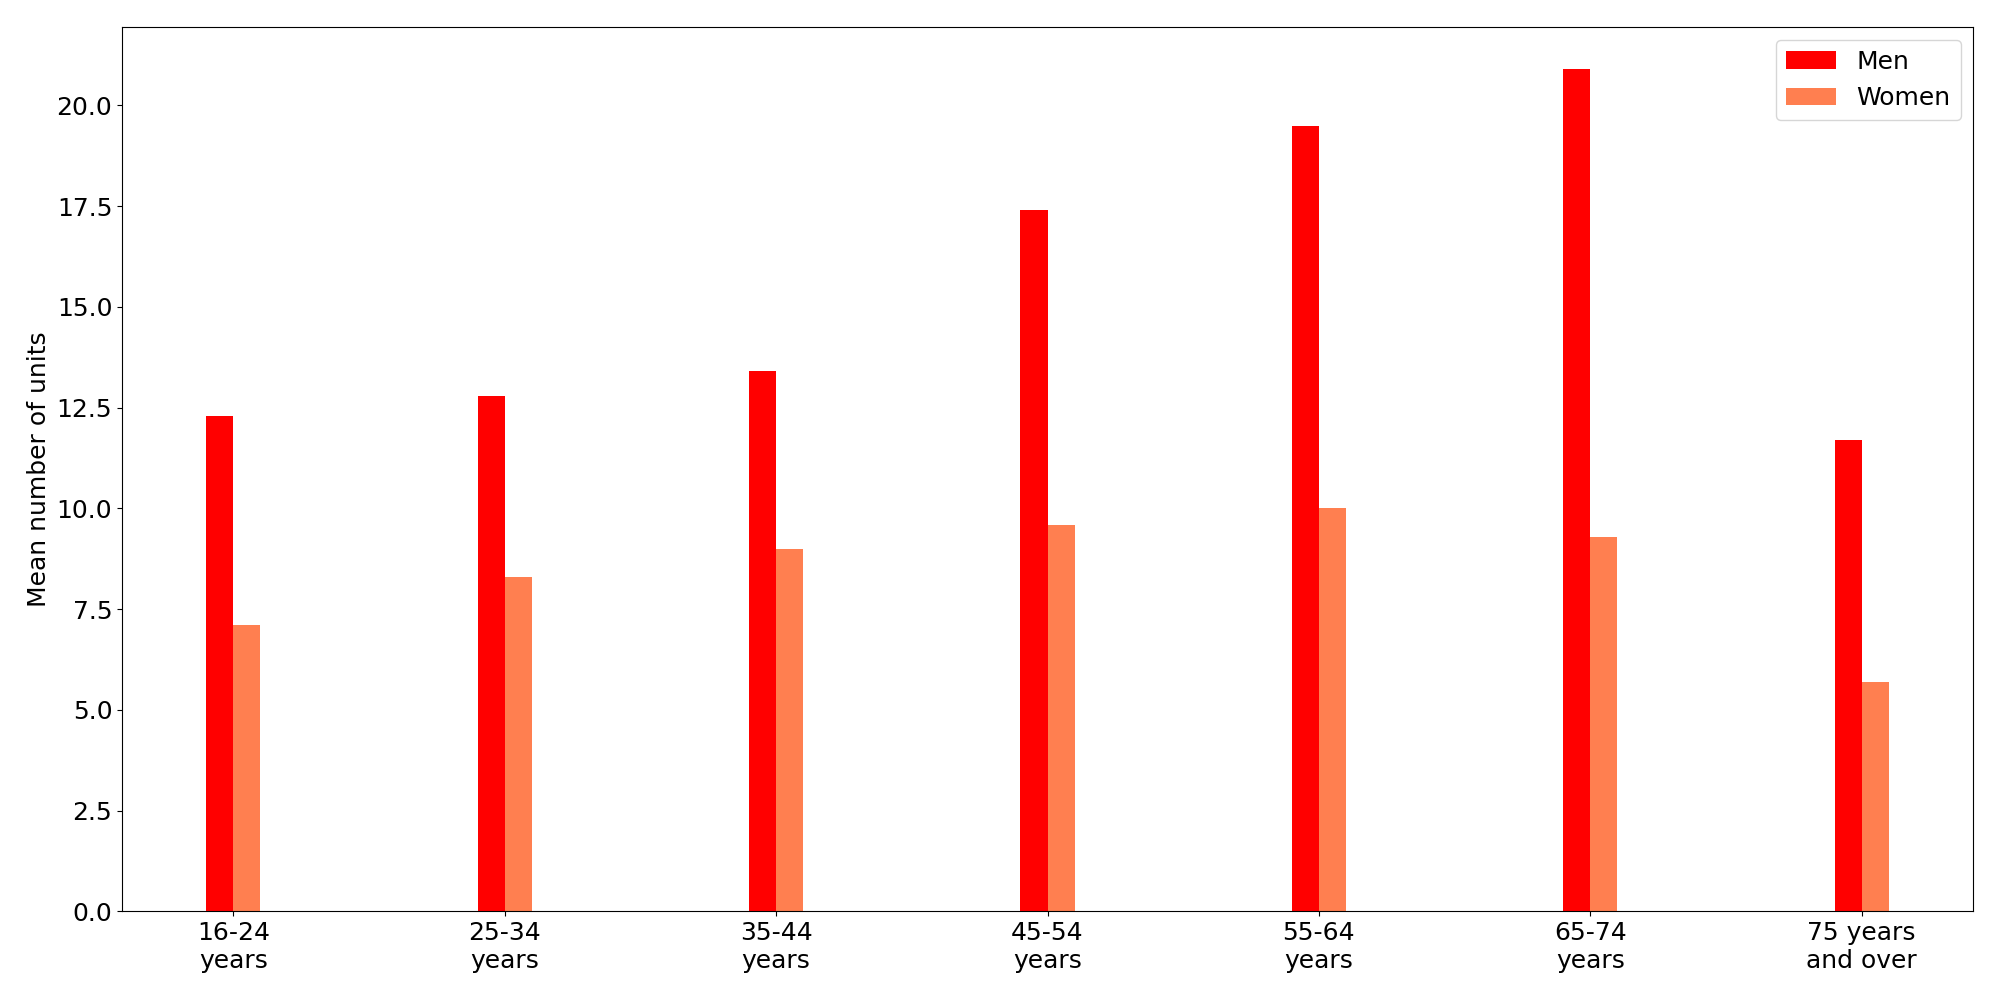 Men
Women
Mean number of units
20.0
17.5
15.0
12.5
10.0
7.5
5.0
2.5
0.0
16-24
years
25-34
years
35-44
years
45-54
years
55-64
years
65-74
years
75 years
and over